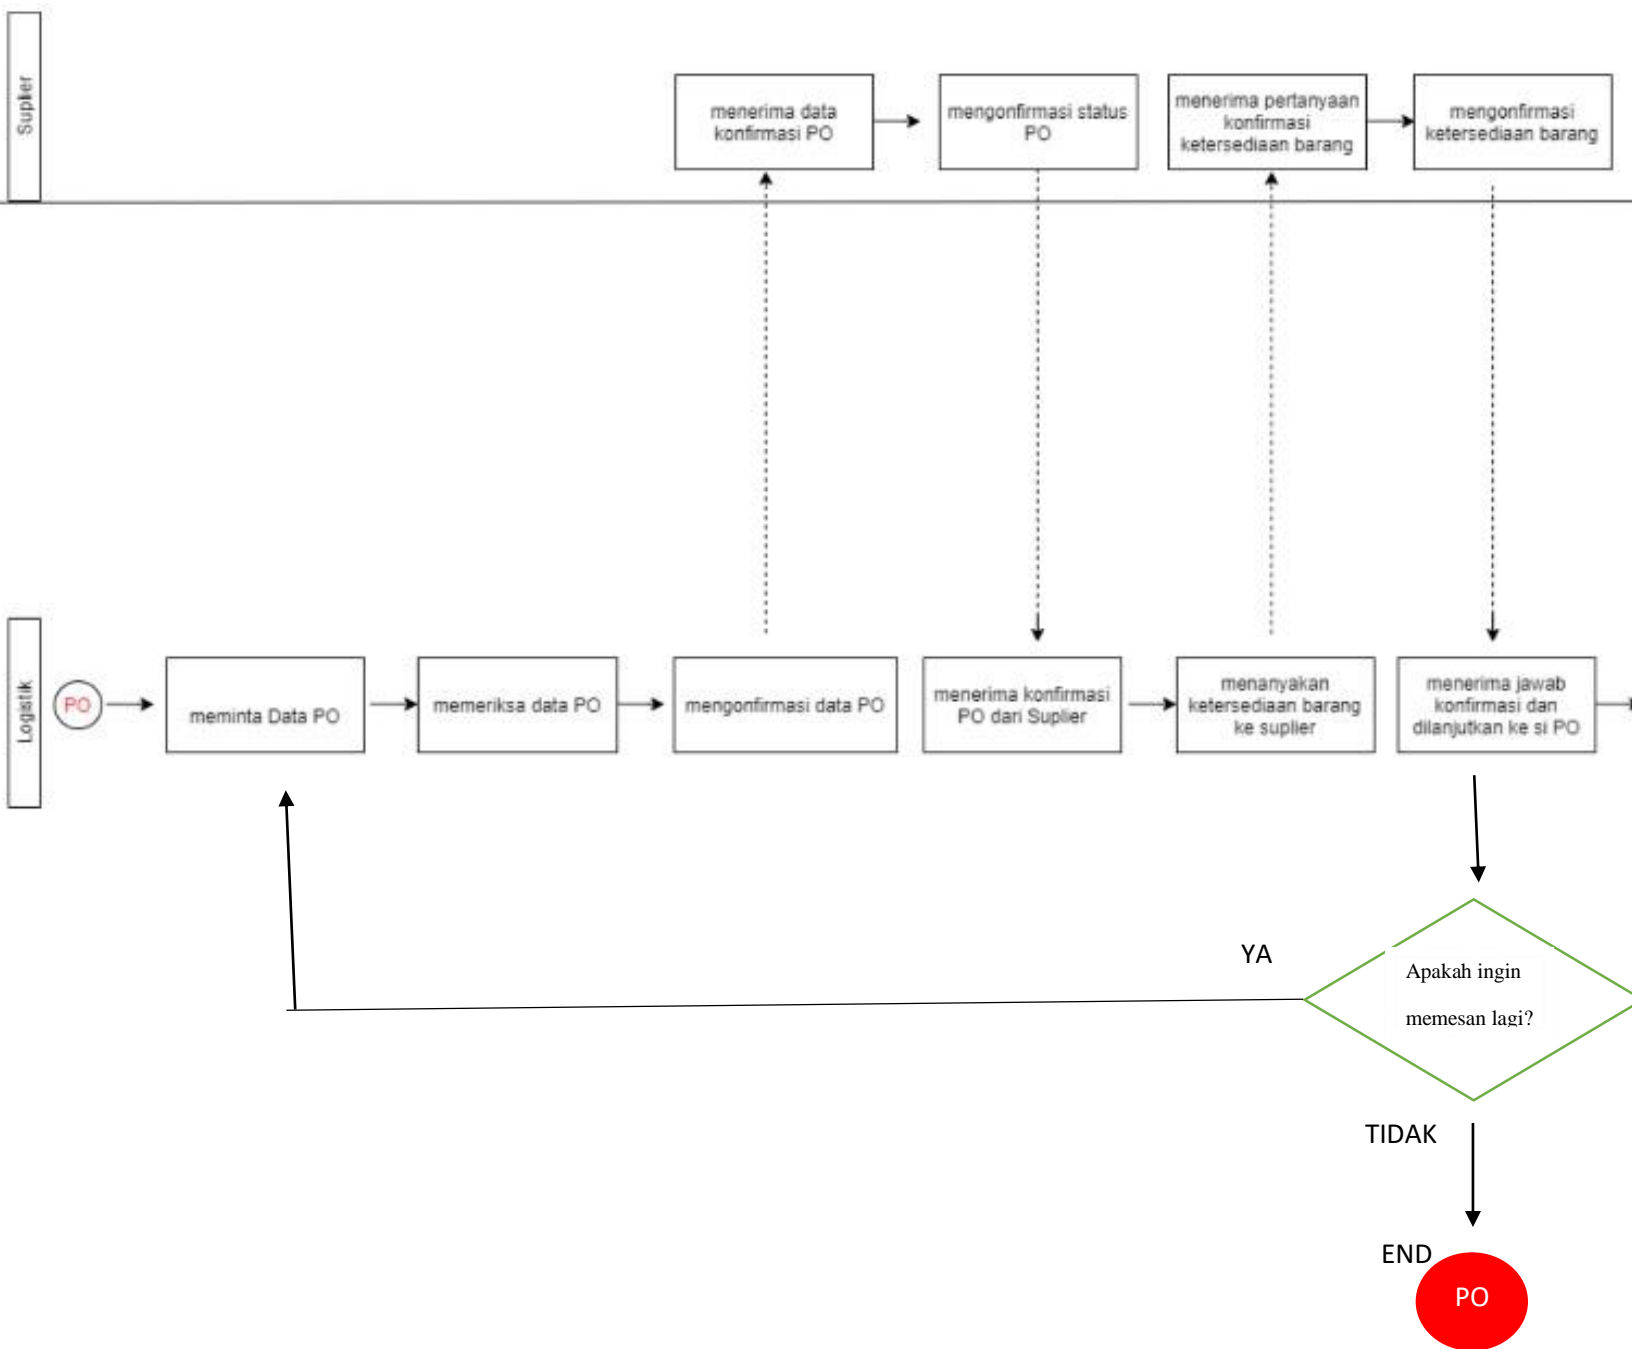 Suplier
menerima data
konfirmasi PO
mengonfirmasi status
PO
menerima pertanyaan
konfirmasi
ketersediaan barang
mengonfirmasi
ketersediaan barang
Logistik
PO
meminta Data PO
memeriksa data PO
mengonfirmasi data PO
menerima konfirmasi
PO dari Suplier
menanyakan
ketersediaan barang
ke suplier
menerima jawab
konfirmasi dan
dilanjutkan ke si PO
YA
Apakah ingin
memesan lagi?
TIDAK
END
PO